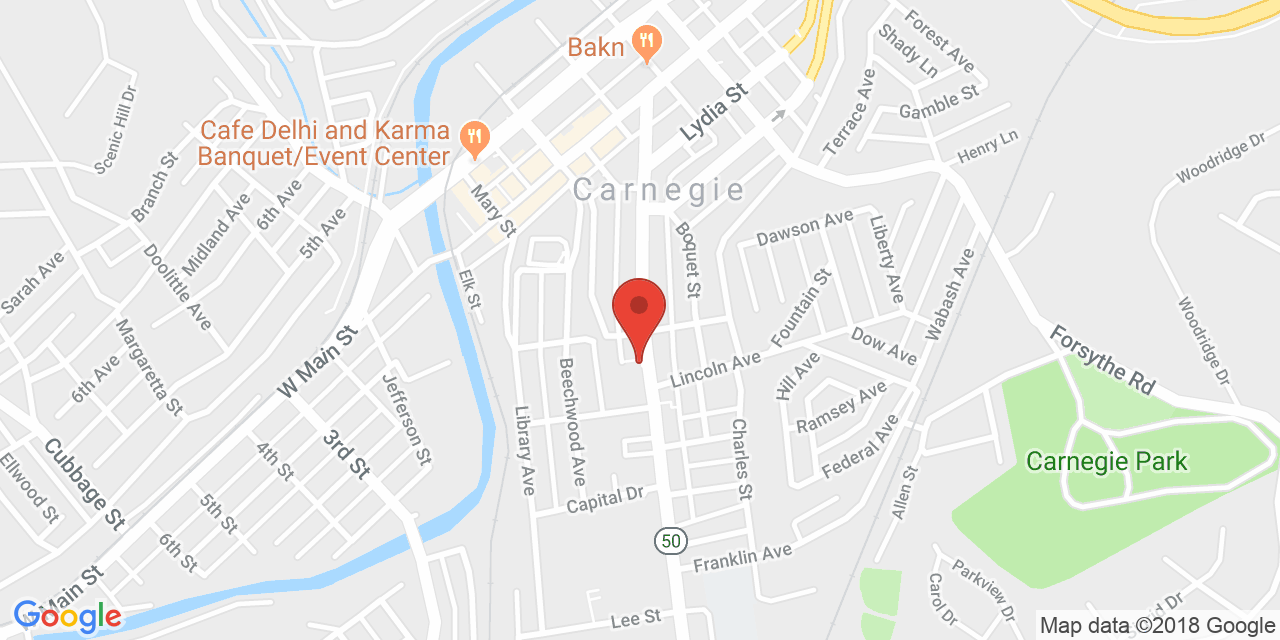 Forest Ave
Shady Ln
Bakn
Scenic Hill Dr
Lydia St
Terrace Ave
Gamble St
Cafe Delhi and Karma
Banquet/Event Center
Henry Ln
Woodridge Dr
Branch St
6th Ave
Mary St
Carnegie
Midland Ave
5th Ave
Boquet St
Dawson Ave
Liberty Ave
Sarah Ave
Doolittle Ave
Elk St
Fountain St
Wabash Ave
Woodridge Dr
Margaretta St
W Main St
Dow Ave
Forsythe Rd
6th Ave
Jefferson St
Beechwood Ave
Lincoln Ave
Hill Ave
Ramsey Ave
Library Ave
Charles St
Federal Ave
Cubbage St
4th St
3rd St
Carnegie Park
Ellwood St
5th St
Capital Dr
Allen St
6th St
50
Franklin Ave
Main St
Parkview Dr
Carol Dr
Google
Lee St
Dr
Map data ©2018 Google